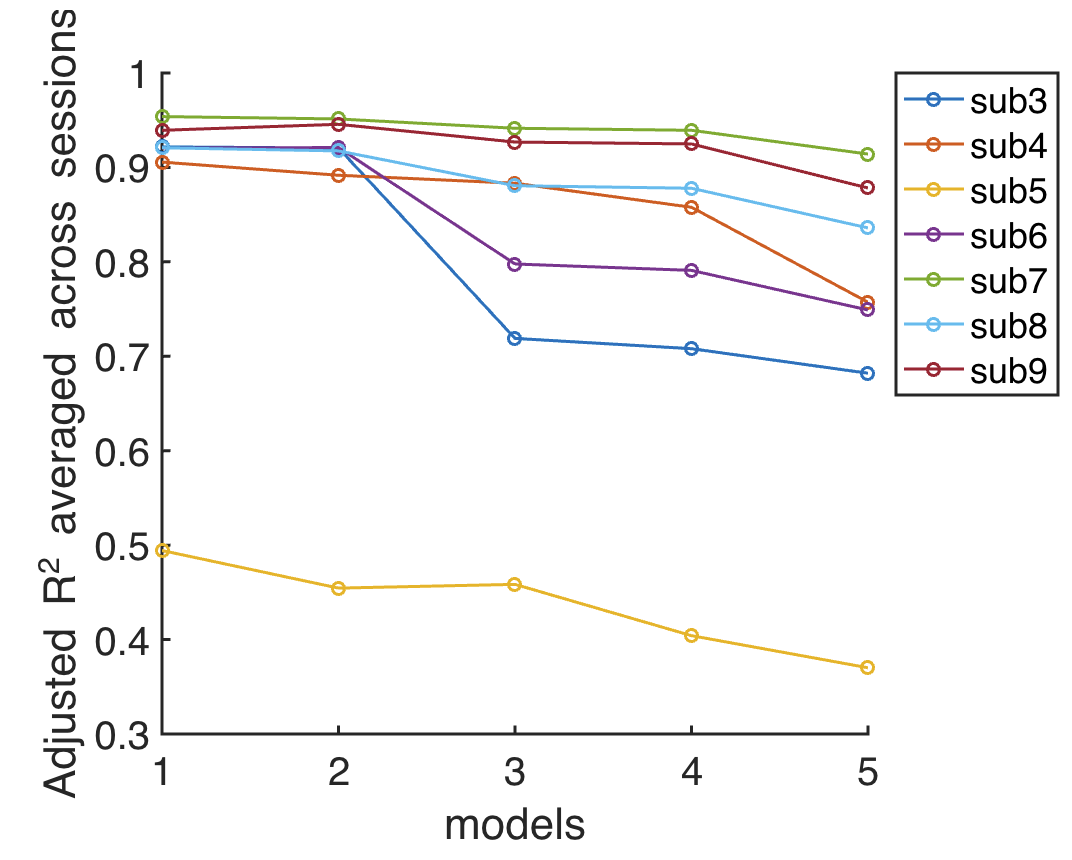 Adjusted R² averaged across sessions
1
0.9
0.8
0.7
0.6
0.5
0.4
0.3
1 2 3 4 5
models
sub3
sub4
sub5
sub6
sub7
sub8
sub9